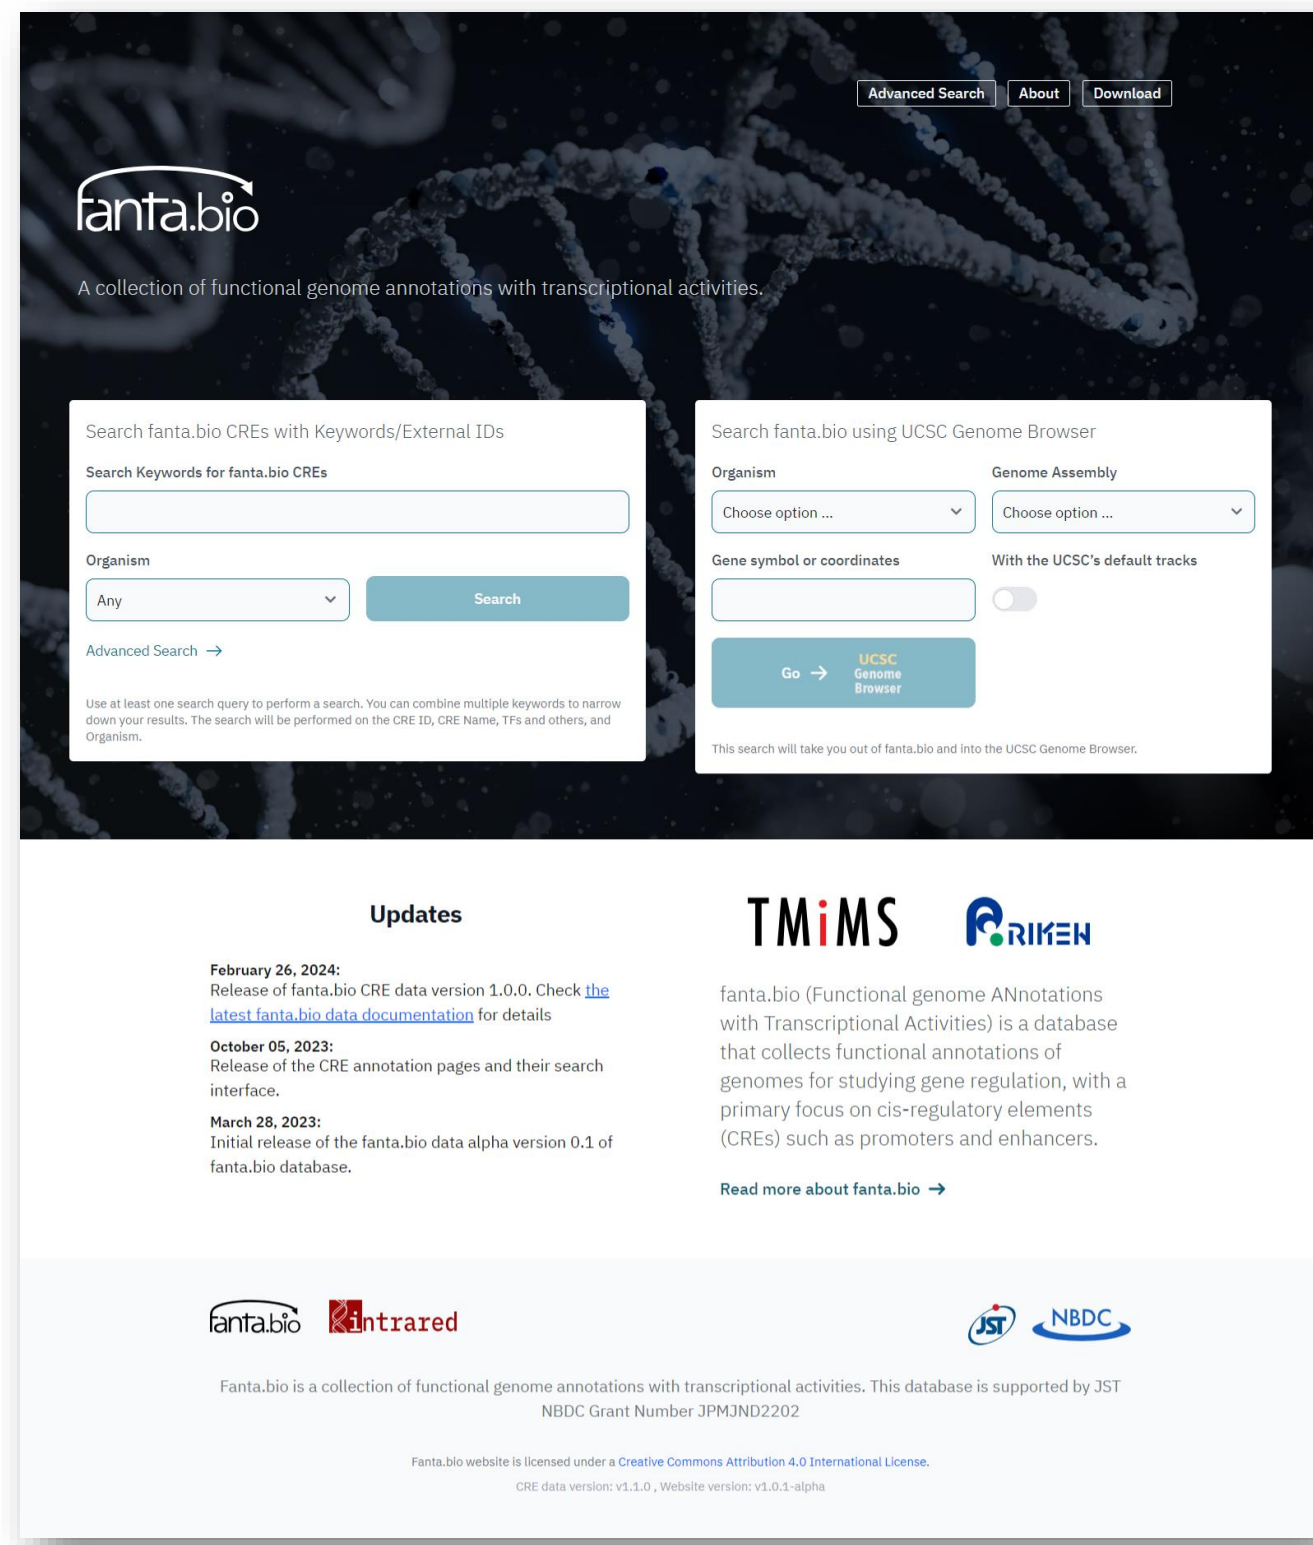 Advanced Search About Download
fanta.bio
A collection of functional genome annotations with transcriptional activities.
Search fanta.bio CREs with Keywords/External IDs
Search Keywords for fanta.bio CREs
Organism
Any
Search
Advanced Search →
Use at least one search query to perform a search. You can combine multiple keywords to narrow
down your results. The search will be performed on the CRE ID, CRE Name, TFs and others, and
Organism.
Search fanta.bio using UCSC Genome Browser
Organism
Genome Assembly
Choose option ...
Choose option ...
Gene symbol or coordinates
With the UCSC's default tracks
Go →
UCSC
Genome
Browser
This search will take you out of fanta.bio and into the UCSC Genome Browser.
Updates
February 26, 2024:
Release of fanta.bio CRE data version 1.0.0. Check the
latest fanta.bio data documentation for details
October 05, 2023:
Release of the CRE annotation pages and their search
interface.
March 28, 2023:
Initial release of the fanta.bio data alpha version 0.1 of
fanta.bio database.
TMiMS
RIKEN
fanta.bio (Functional genome ANnotations
with Transcriptional Activities) is a database
that collects functional annotations of
genomes for studying gene regulation, with a
primary focus on cis-regulatory elements
(CREs) such as promoters and enhancers.
Read more about fanta.bio →
fanta.bio
intrared
JST
NBDC
Fanta.bio is a collection of functional genome annotations with transcriptional activities. This database is supported by JST
NBDC Grant Number JPMJND2202
Fanta.bio website is licensed under a Creative Commons Attribution 4.0 International License.
CRE data version: v1.1.0 , Website version: v1.0.1-alpha